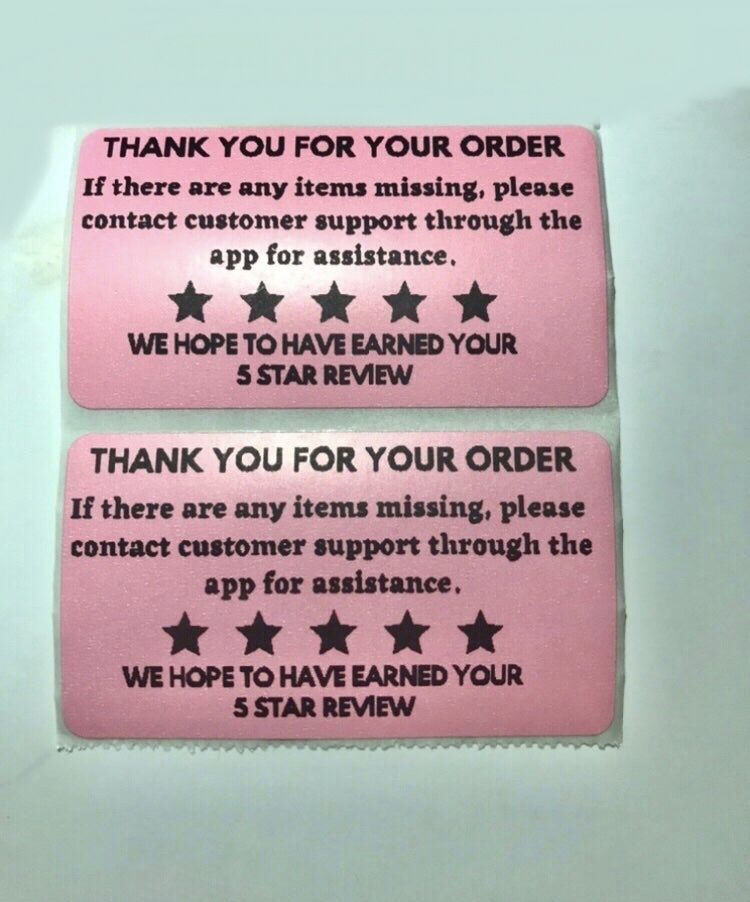 THANK YOU FOR YOUR ORDER
If there are any items missing, please
contact customer support through the
app for assistance.
WE HOPE TO HAVE EARNED YOUR
5 STAR REVIEW
THANK YOU FOR YOUR ORDER
If there are any items missing, please
contact customer support through the
app for assistance.
WE HOPE TO HAVE EARNED YOUR
5 STAR REVIEW